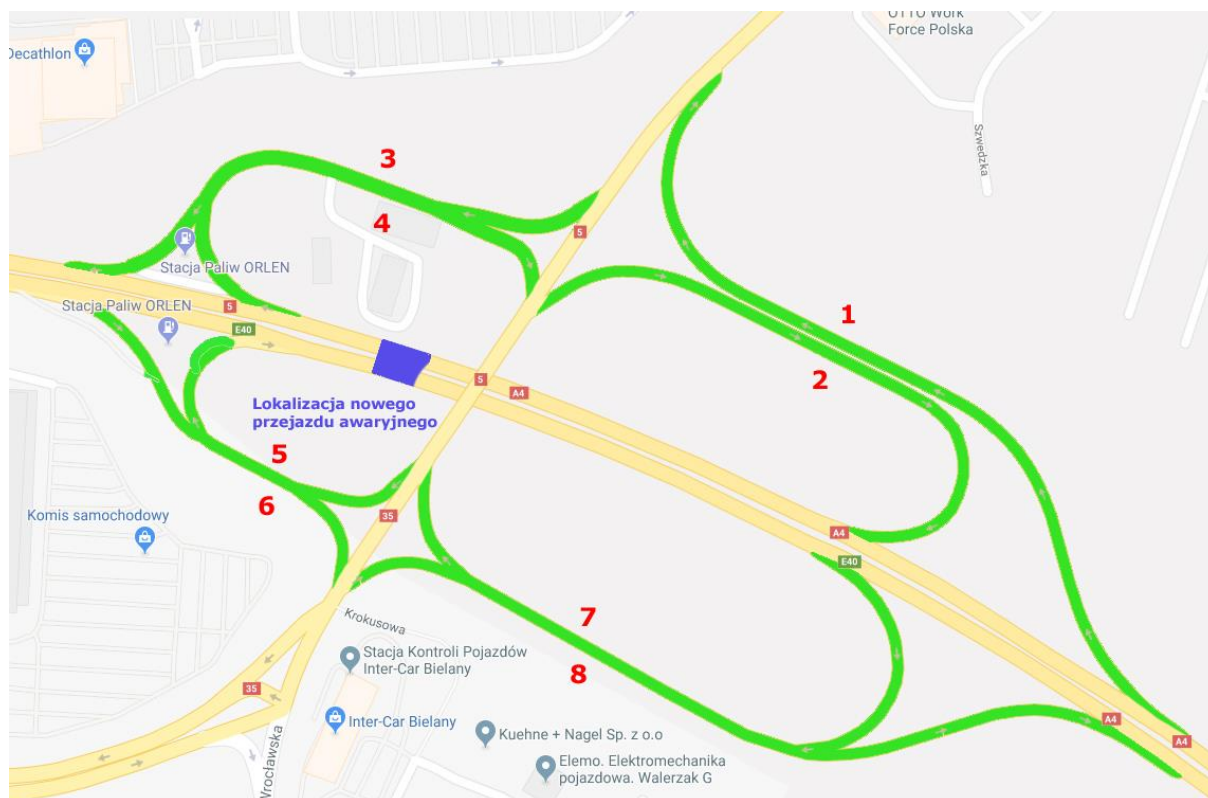 OTTO Work
Force Polska
Decathlon
Szwedzka
3
5
4
Stacja Paliw ORLEN
Stacja Paliw ORLEN
5
E40
1
2
5
A4
Lokalizacja nowego
przejazdu awaryjnego
5
6
Komis samochodowy
35
A4
E40
Krokusowa
7
Stacja Kontroli Pojazdów
Inter-Car Bielany
8
35
Inter-Car Bielany
Wrocławska
Kuehne + Nagel Sp. z o.o
Elemo. Elektromechanika
pojazdowa. Walerzak G
A4
A4